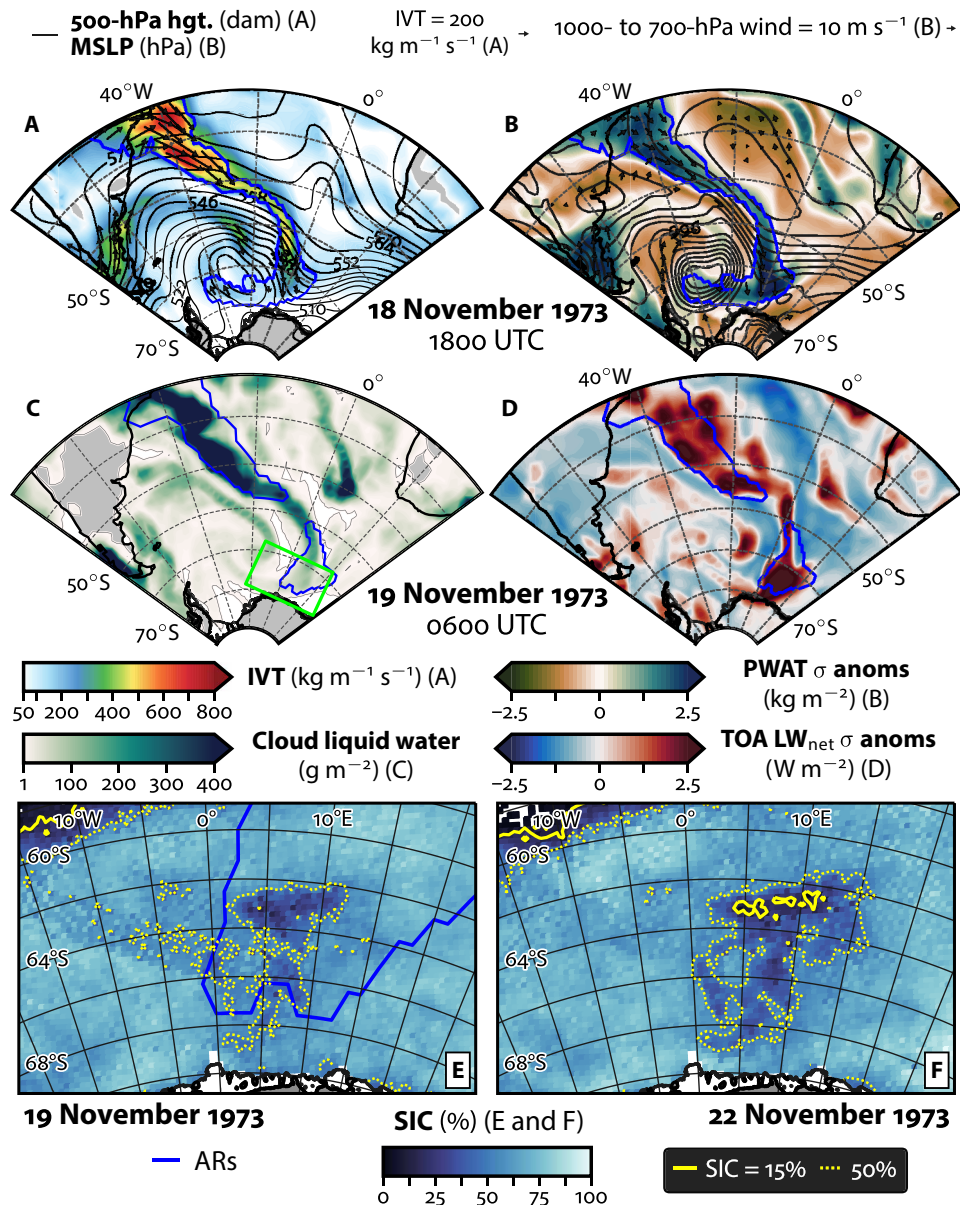 500-hPa hgt. (dam) (A)
MSLP (hPa) (B)
IVT = 200
kg m⁻¹ s⁻¹ (A)
1000- to 700-hPa wind = 10 m s⁻¹ (B)
40°W
0°
A
546
552
564
510
50°S
70°S
40°W
0°
B
996
50°S
70°S
18 November 1973
1800 UTC
C
0°
70°S
40°W
0°
D
50°S
70°S
50°S
19 November 1973
0600 UTC
50 200 400 600 800
IVT (kg m⁻¹ s⁻¹) (A)
−2.5 0 2.5
PWAT σ anoms
(kg m⁻²) (B)
1 100 200 300 400
Cloud liquid water
(g m⁻²) (C)
−2.5 0 2.5
TOA LWnet σ anoms
(W m⁻²) (D)
10°W 0° 10°E
60°S
64°S
68°S
E
10°W 0° 10°E
60°S
64°S
68°S
F
19 November 1973
SIC (%) (E and F)
22 November 1973
ARs
0 25 50 75 100
SIC = 15% 50%